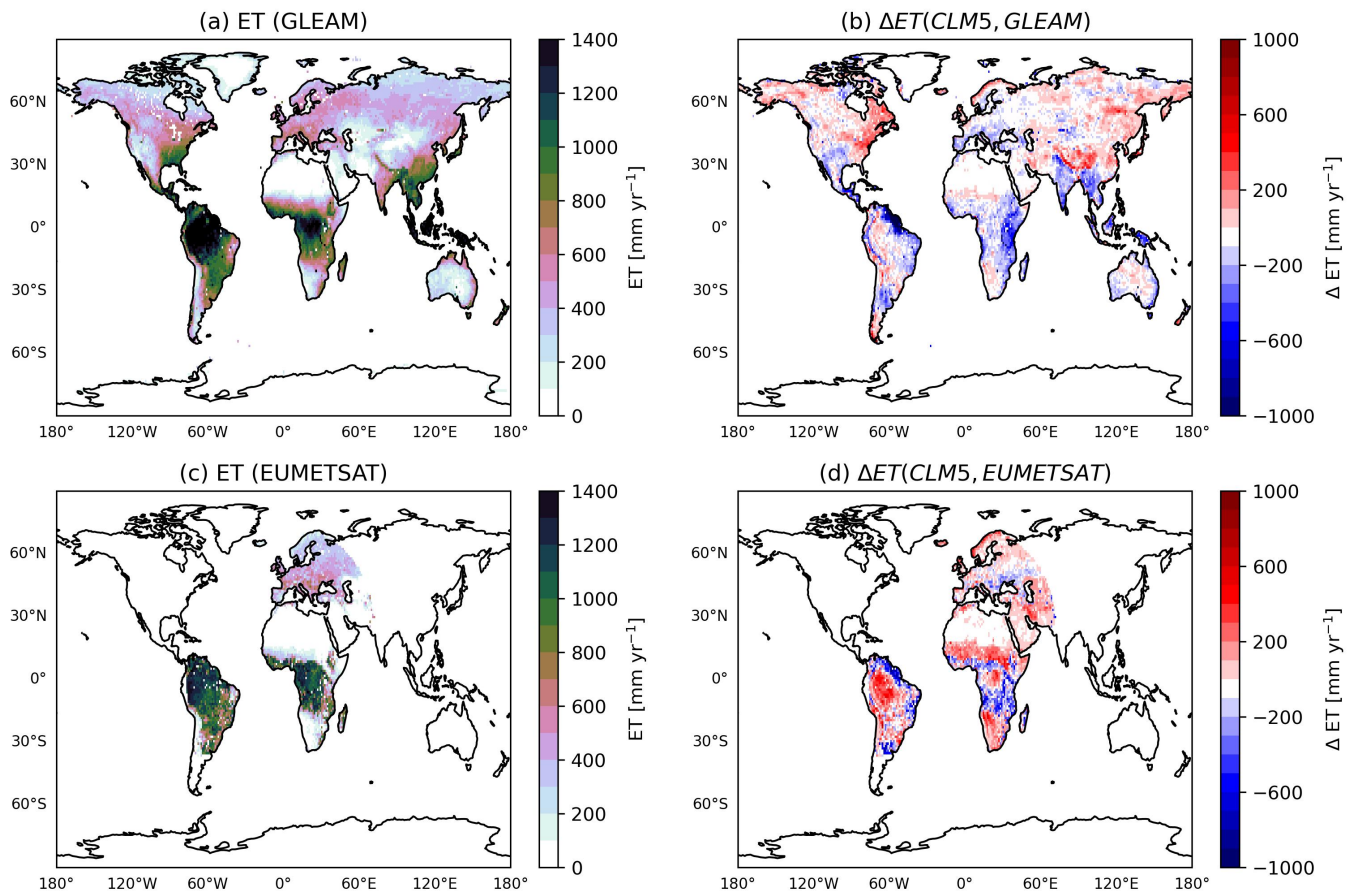 (a) ET (GLEAM)
60°N
30°N
0°
30°S
60°S
180° 120°W 60°W 0° 60°E 120°E 180°
1400
1200
1000
800
600
400
200
0
ET [mm yr⁻¹]
(b) ΔET(CLM5, GLEAM)
60°N
30°N
0°
30°S
60°S
180° 120°W 60°W 0° 60°E 120°E 180°
1000
600
200
−200
−600
−1000
Δ ET [mm yr⁻¹]
(c) ET (EUMETSAT)
60°N
30°N
0°
30°S
60°S
180° 120°W 60°W 0° 60°E 120°E 180°
1400
1200
1000
800
600
400
200
0
ET [mm yr⁻¹]
(d) ΔET(CLM5, EUMETSAT)
60°N
30°N
0°
30°S
60°S
180° 120°W 60°W 0° 60°E 120°E 180°
1000
600
200
−200
−600
−1000
Δ ET [mm yr⁻¹]